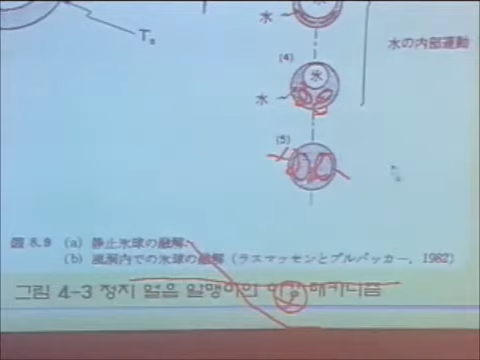 水
T₂
水の内部運動
(4)
氷
水
(5)
図 8.9 (a) 静止氷球の融解
(b) 風洞内での氷球の融解 (ラスマッセンとプルパッカー, 1982)
그림 4-3 정지 얼음 알맹이의 메카니즘